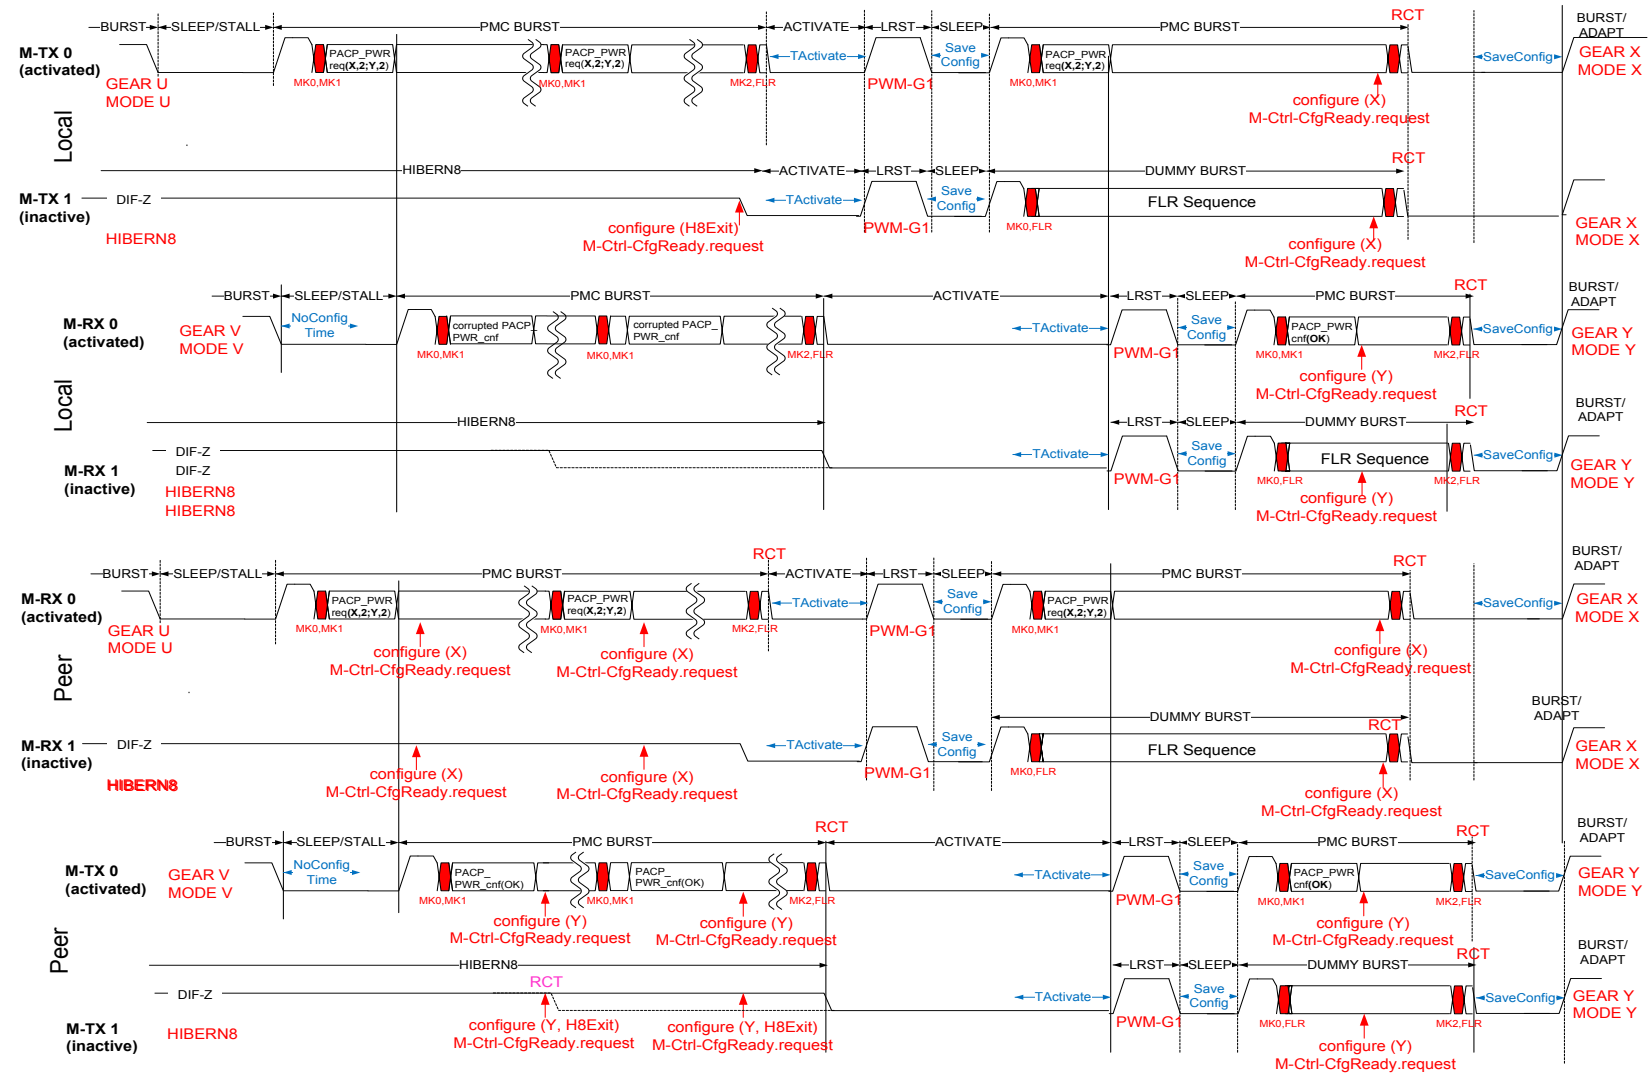 BURST SLEEP/STALL PMC BURST ACTIVATE LRST SLEEP PMC BURST RCT BURST/
ADAPT
M-TX 0
(activated)
GEAR U
MODE U
MK0,MK1
PACP_PWR
req(X,2;Y,2)
MK0,MK1
PACP_PWR
req(X,2;Y,2)
MK2,FLR
TActivate
PWM-G1
Save
Config
MK0,MK1
PACP_PWR
req(X,2;Y,2)
configure (X)
M-Ctrl-CfgReady.request
SaveConfig
GEAR X
MODE X
Local
HIBERN8 ACTIVATE LRST SLEEP DUMMY BURST RCT
M-TX 1
(inactive)
DIF-Z
HIBERN8
configure (H8Exit)
M-Ctrl-CfgReady.request
TActivate
PWM-G1
Save
Config
MK0,FLR
FLR Sequence
configure (X)
M-Ctrl-CfgReady.request
GEAR X
MODE X
BURST SLEEP/STALL PMC BURST ACTIVATE LRST SLEEP PMC BURST RCT BURST/
ADAPT
M-RX 0
(activated)
GEAR V
MODE V
NoConfig
Time
MK0,MK1
corrupted PACP_
PWR_cnf
MK0,MK1
corrupted PACP_
PWR_cnf
MK2,FLR
TActivate
PWM-G1
Save
Config
MK0,MK1
PACP_PWR
cnf(OK)
MK2,FLR
configure (Y)
M-Ctrl-CfgReady.request
SaveConfig
GEAR Y
MODE Y
Local
HIBERN8 LRST SLEEP DUMMY BURST RCT BURST/
ADAPT
M-RX 1
(inactive)
DIF-Z
DIF-Z
HIBERN8
HIBERN8
TActivate
PWM-G1
Save
Config
MK0,FLR
FLR Sequence
MK2,FLR
configure (Y)
M-Ctrl-CfgReady.request
SaveConfig
GEAR Y
MODE Y
BURST SLEEP/STALL PMC BURST RCT ACTIVATE LRST SLEEP PMC BURST RCT BURST/
ADAPT
M-RX 0
(activated)
GEAR U
MODE U
MK0,MK1
PACP_PWR
req(X,2;Y,2)
configure (X)
M-Ctrl-CfgReady.request
MK0,MK1
PACP_PWR
req(X,2;Y,2)
configure (X)
M-Ctrl-CfgReady.request
MK2,FLR
TActivate
PWM-G1
Save
Config
MK0,MK1
PACP_PWR
req(X,2;Y,2)
configure (X)
M-Ctrl-CfgReady.request
SaveConfig
GEAR X
MODE X
Peer
DUMMY BURST RCT BURST/
ADAPT
M-RX 1
(inactive)
DIF-Z
HIBERN8
configure (X)
M-Ctrl-CfgReady.request
configure (X)
M-Ctrl-CfgReady.request
TActivate
PWM-G1
Save
Config
MK0,FLR
FLR Sequence
configure (X)
M-Ctrl-CfgReady.request
GEAR X
MODE X
BURST SLEEP/STALL PMC BURST RCT ACTIVATE LRST SLEEP PMC BURST RCT BURST/
ADAPT
M-TX 0
(activated)
GEAR V
MODE V
NoConfig
Time
MK0,MK1
PACP_
PWR_cnf(OK)
configure (Y)
M-Ctrl-CfgReady.request
MK0,MK1
PACP_
PWR_cnf(OK)
configure (Y)
M-Ctrl-CfgReady.request
MK2,FLR
TActivate
PWM-G1
Save
Config
MK0,MK1
PACP_PWR
cnf(OK)
MK2,FLR
configure (Y)
M-Ctrl-CfgReady.request
SaveConfig
GEAR Y
MODE Y
Peer
HIBERN8 LRST SLEEP DUMMY BURST RCT BURST/
ADAPT
M-TX 1
(inactive)
DIF-Z
HIBERN8
RCT
configure (Y, H8Exit)
M-Ctrl-CfgReady.request
configure (Y, H8Exit)
M-Ctrl-CfgReady.request
TActivate
PWM-G1
Save
Config
MK0,FLR
MK2,FLR
configure (Y)
M-Ctrl-CfgReady.request
SaveConfig
GEAR Y
MODE Y